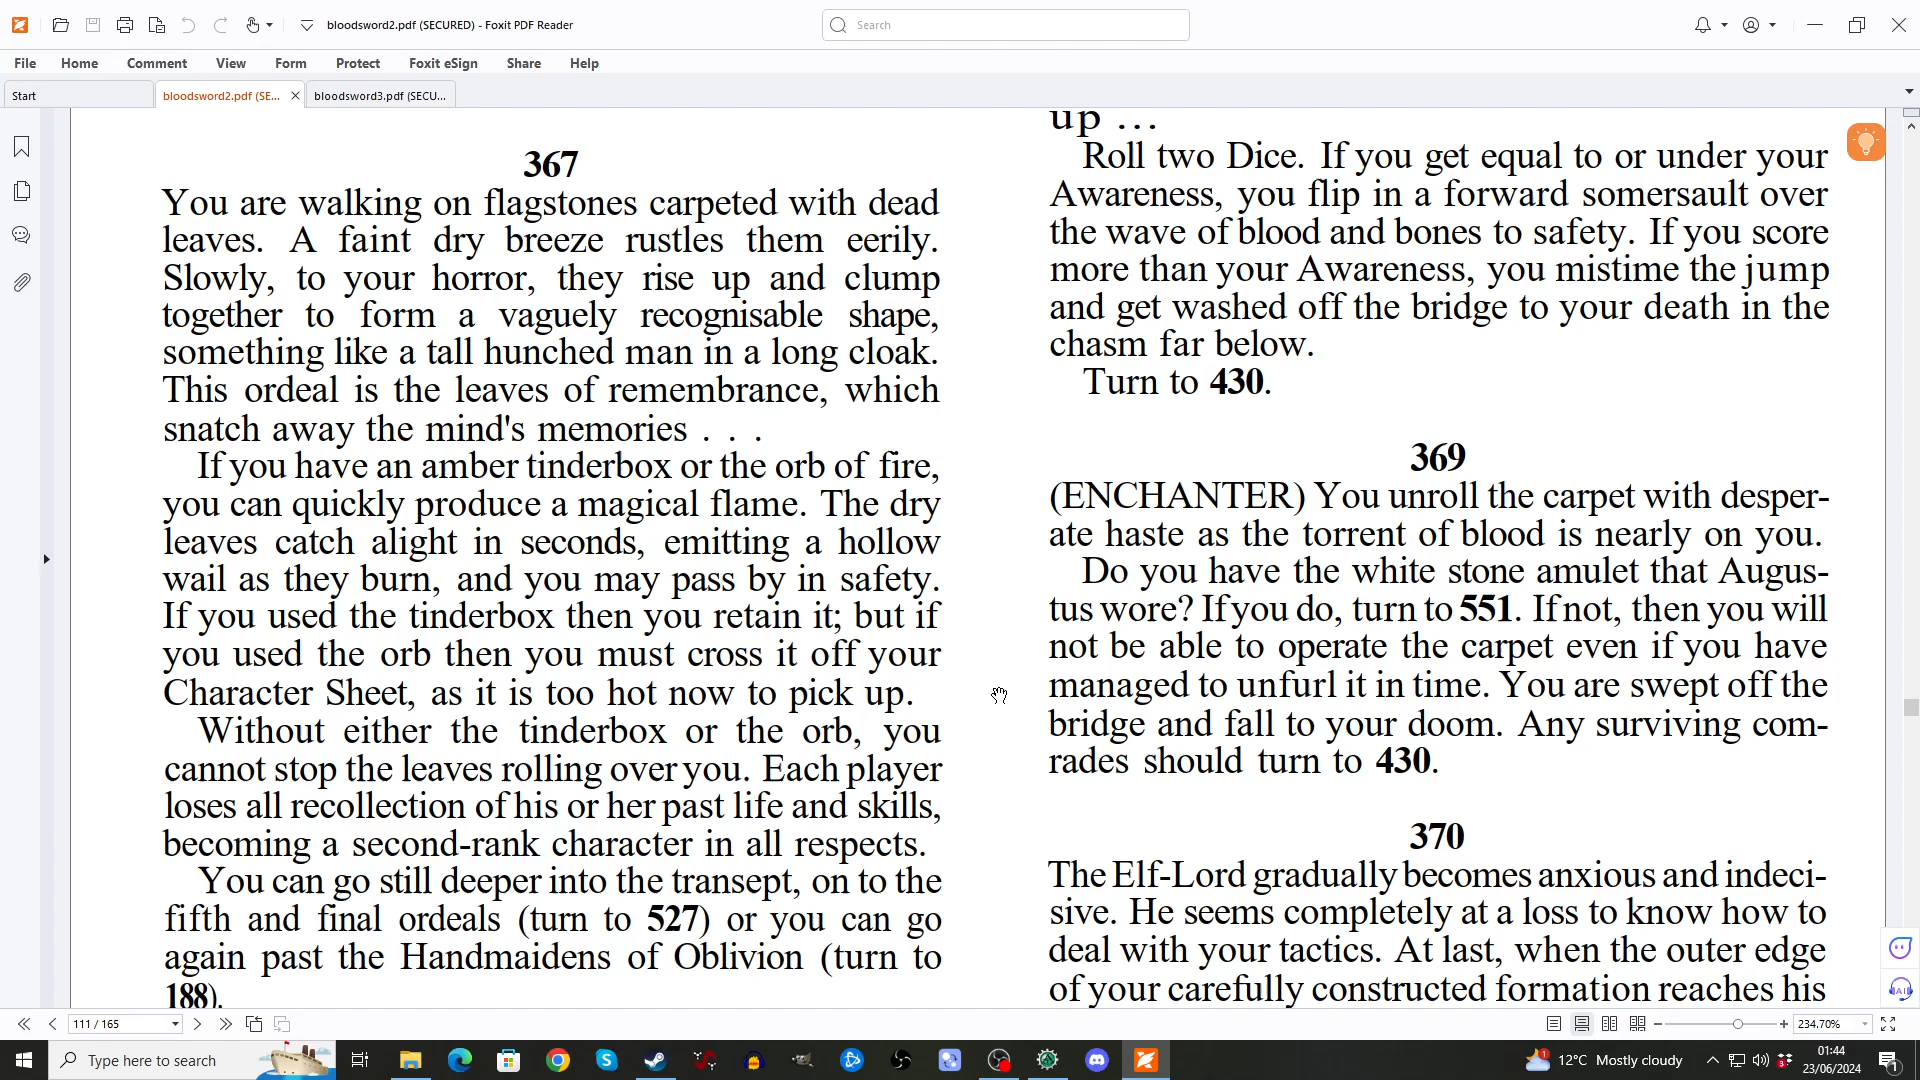 bloodsword2.pdf (SECURED) - Foxit PDF Reader
Search
File Home Comment View Form Protect Foxit eSign Share Help
Start
bloodsword2.pdf (SE...
bloodsword3.pdf (SECU...
367
You are walking on flagstones carpeted with dead
leaves. A faint dry breeze rustles them eerily.
Slowly, to your horror, they rise up and clump
together to form a vaguely recognisable shape,
something like a tall hunched man in a long cloak.
This ordeal is the leaves of remembrance, which
snatch away the mind's memories . . .
If you have an amber tinderbox or the orb of fire,
you can quickly produce a magical flame. The dry
leaves catch alight in seconds, emitting a hollow
wail as they burn, and you may pass by in safety.
If you used the tinderbox then you retain it; but if
you used the orb then you must cross it off your
Character Sheet, as it is too hot now to pick up.
Without either the tinderbox or the orb, you
cannot stop the leaves rolling over you. Each player
loses all recollection of his or her past life and skills,
becoming a second-rank character in all respects.
You can go still deeper into the transept, on to the
fifth and final ordeals (turn to 527) or you can go
again past the Handmaidens of Oblivion (turn to
188).
up ...
Roll two Dice. If you get equal to or under your
Awareness, you flip in a forward somersault over
the wave of blood and bones to safety. If you score
more than your Awareness, you mistime the jump
and get washed off the bridge to your death in the
chasm far below.
Turn to 430.
369
(ENCHANTER) You unroll the carpet with desper-
ate haste as the torrent of blood is nearly on you.
Do you have the white stone amulet that Augus-
tus wore? If you do, turn to 551. If not, then you will
not be able to operate the carpet even if you have
managed to unfurl it in time. You are swept off the
bridge and fall to your doom. Any surviving com-
rades should turn to 430.
370
The Elf-Lord gradually becomes anxious and indeci-
sive. He seems completely at a loss to know how to
deal with your tactics. At last, when the outer edge
of your carefully constructed formation reaches his
AI
111 / 165
234.70%
Type here to search
12°C Mostly cloudy
01:44
23/06/2024